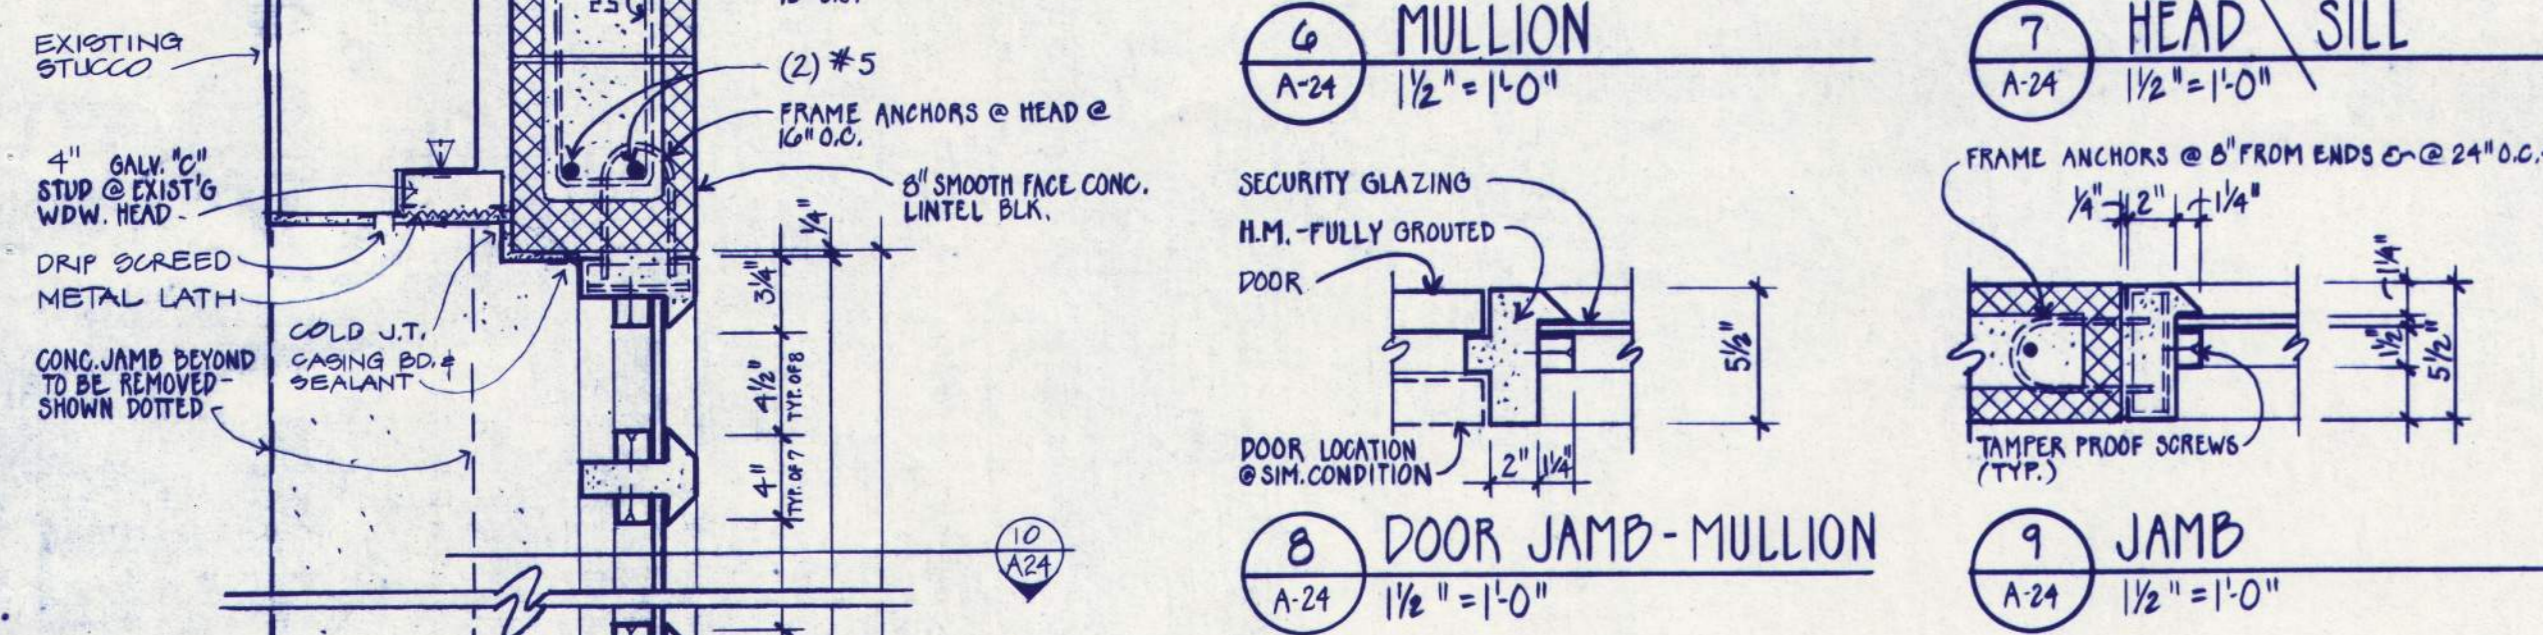 EXISTING
STUCCO
(2) #5
FRAME ANCHORS @ HEAD @
16" O.C.
4" GALV. "C"
STUD @ EXIST'G
WDW. HEAD
8" SMOOTH FACE CONC.
LINTEL BLK.
DRIP SCREED
METAL LATH
COLD J.T.
CASING BD. &
SEALANT
CONC. JAMB BEYOND
TO BE REMOVED-
SHOWN DOTTED
1/4"
3 1/4"
4 1/2"
TYP. OF 8
4"
TYP. OF 7
10
A24
6 MULLION
A-24 1 1/2" = 1'-0"
7 HEAD \ SILL
A-24 1 1/2" = 1'-0"
SECURITY GLAZING
H.M. - FULLY GROUTED
DOOR
DOOR LOCATION
@ SIM. CONDITION
2" 1 1/4"
5 1/2"
8 DOOR JAMB - MULLION
A-24 1 1/2" = 1'-0"
FRAME ANCHORS @ 8" FROM ENDS & @ 24" O.C.
1/4" 2" 1 1/4"
1 1/4"
1 1/2"
5 1/2"
TAMPER PROOF SCREWS
(TYP.)
9 JAMB
A-24 1 1/2" = 1'-0"